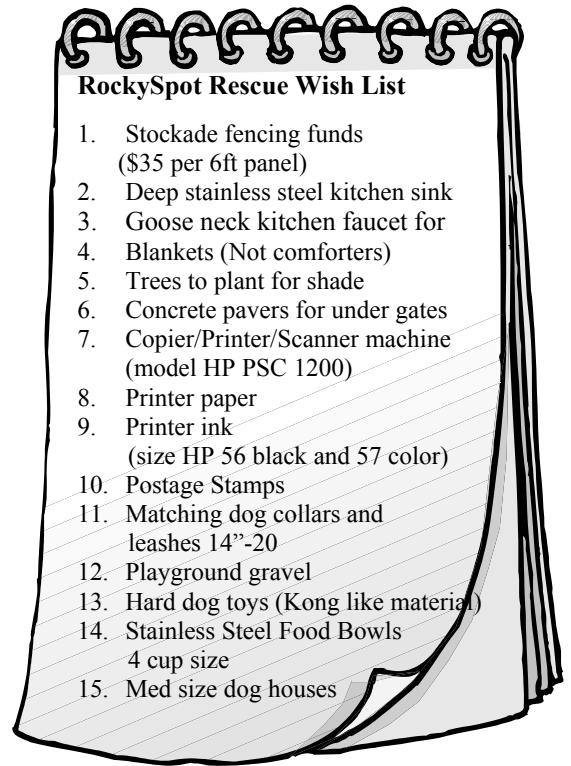 RockySpot Rescue Wish List
1. Stockade fencing funds
($35 per 6ft panel)
2. Deep stainless steel kitchen sink
3. Goose neck kitchen faucet for
4. Blankets (Not comforters)
5. Trees to plant for shade
6. Concrete pavers for under gates
7. Copier/Printer/Scanner machine
(model HP PSC 1200)
8. Printer paper
9. Printer ink
(size HP 56 black and 57 color)
10. Postage Stamps
11. Matching dog collars and
leashes 14”-20
12. Playground gravel
13. Hard dog toys (Kong like material)
14. Stainless Steel Food Bowls
4 cup size
15. Med size dog houses